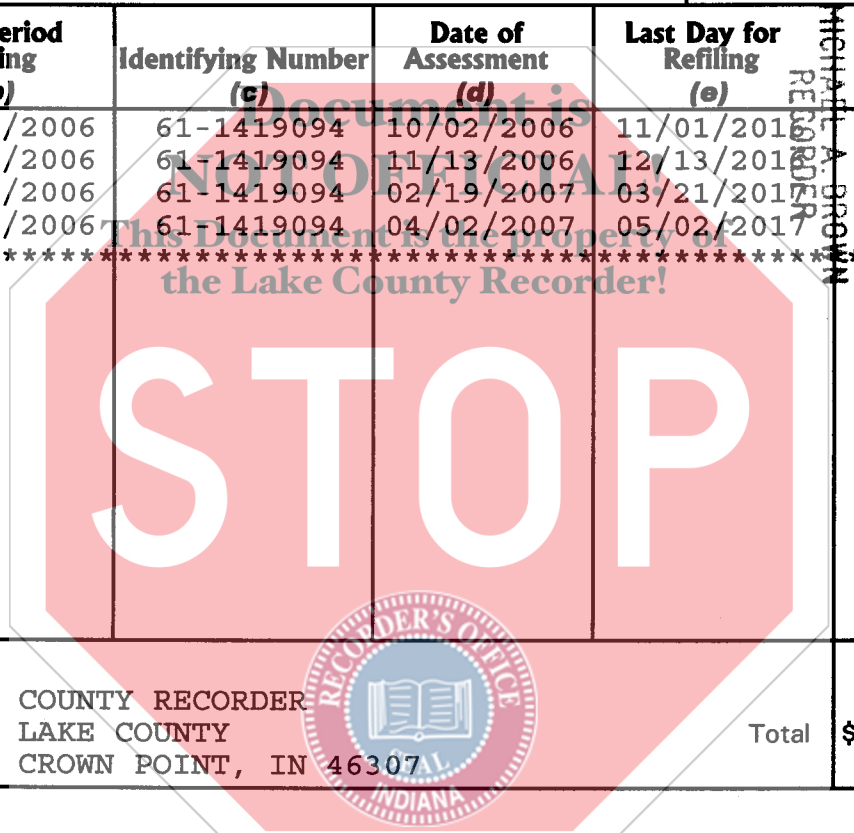 eriod Date of Last Day for
ing Identifying Number Assessment Refiling
(c) (d) (e)
/2006 61-1419094 10/02/2006 11/01/2016
/2006 61-1419094 11/13/2006 12/13/2016
/2006 61-1419094 02/19/2007 03/21/2017
/2006 61-1419094 04/02/2007 05/02/2017
Document is
NOT OFFICIAL!
This Document is the property of
the Lake County Recorder!
STOP
MICHAEL A. BROWN
RECORDER
COUNTY RECORDER
LAKE COUNTY Total $
CROWN POINT, IN 46307
RECORDER'S OFFICE
SEAL
INDIANA